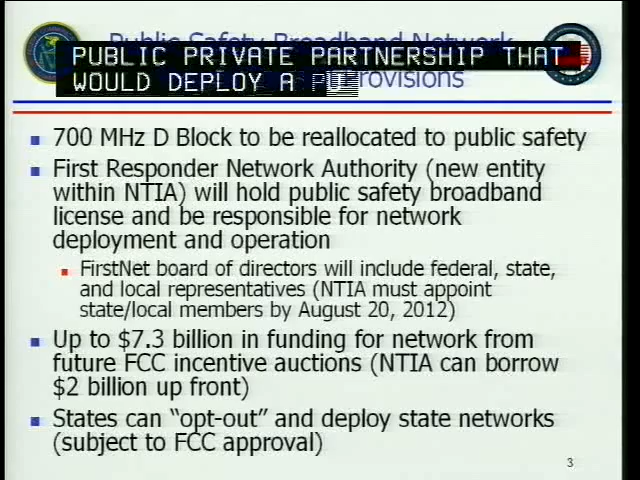 Public Safety Broadband Network
PUBLIC PRIVATE PARTNERSHIP THAT
WOULD DEPLOY A PU
rovisions
700 MHz D Block to be reallocated to public safety
First Responder Network Authority (new entity
within NTIA) will hold public safety broadband
license and be responsible for network
deployment and operation
FirstNet board of directors will include federal, state,
and local representatives (NTIA must appoint
state/local members by August 20, 2012)
Up to $7.3 billion in funding for network from
future FCC incentive auctions (NTIA can borrow
$2 billion up front)
States can “opt-out” and deploy state networks
(subject to FCC approval)
3